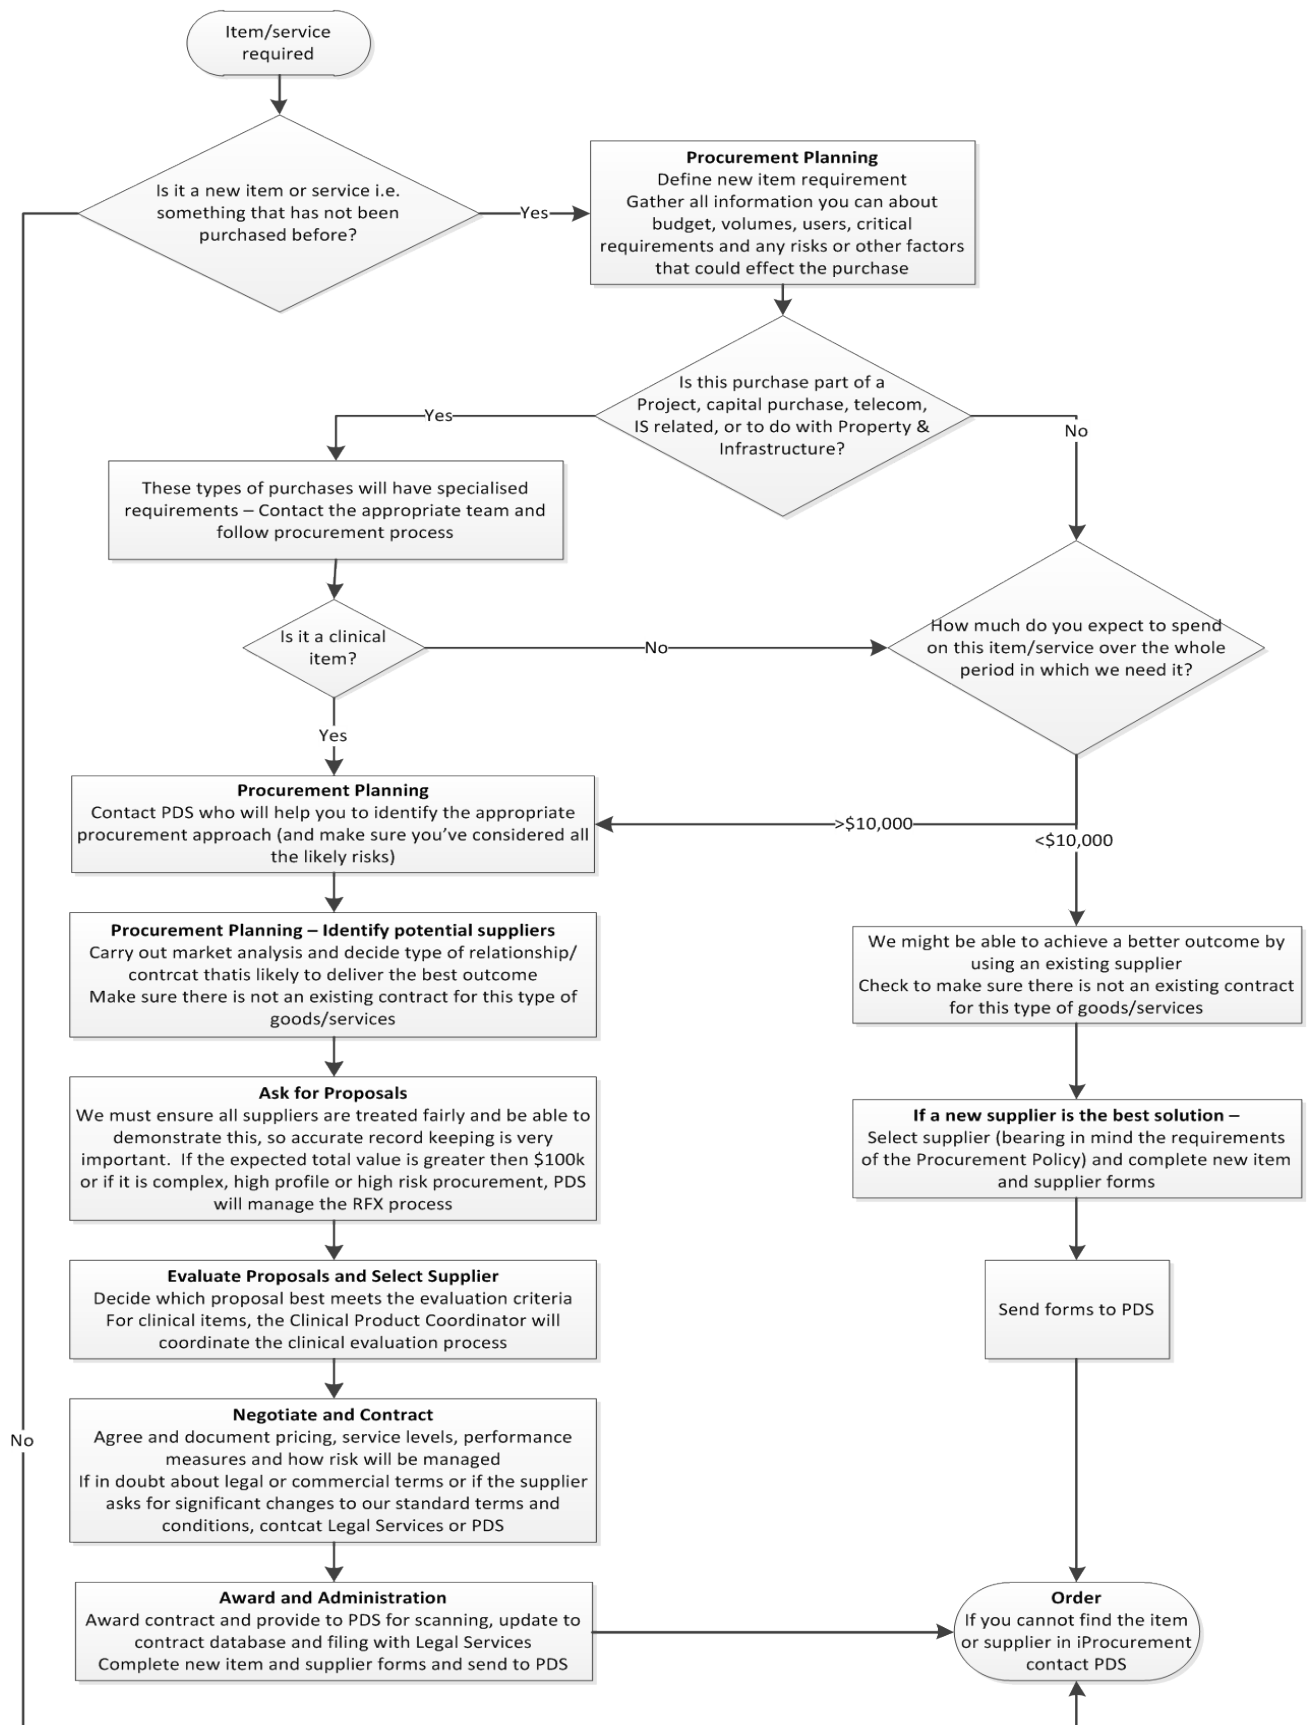 Item/service
required
Is it a new item or service i.e.
something that has not been
purchased before?
Yes
Procurement Planning
Define new item requirement
Gather all information you can about
budget, volumes, users, critical
requirements and any risks or other factors
that could effect the purchase
Is this purchase part of a
Project, capital purchase, telecom,
IS related, or to do with Property &
Infrastructure?
Yes
No
These types of purchases will have specialised
requirements – Contact the appropriate team and
follow procurement process
Is it a clinical
item?
No
How much do you expect to spend
on this item/service over the whole
period in which we need it?
Yes
Procurement Planning
Contact PDS who will help you to identify the appropriate
procurement approach (and make sure you've considered all
the likely risks)
>$10,000
<$10,000
Procurement Planning – Identify potential suppliers
Carry out market analysis and decide type of relationship/
contrcat thatis likely to deliver the best outcome
Make sure there is not an existing contract for this type of
goods/services
We might be able to achieve a better outcome by
using an existing supplier
Check to make sure there is not an existing contract
for this type of goods/services
Ask for Proposals
We must ensure all suppliers are treated fairly and be able to
demonstrate this, so accurate record keeping is very
important.  If the expected total value is greater then $100k
or if it is complex, high profile or high risk procurement, PDS
will manage the RFX process
If a new supplier is the best solution –
Select supplier (bearing in mind the requirements
of the Procurement Policy) and complete new item
and supplier forms
Evaluate Proposals and Select Supplier
Decide which proposal best meets the evaluation criteria
For clinical items, the Clinical Product Coordinator will
coordinate the clinical evaluation process
Send forms to PDS
Negotiate and Contract
Agree and document pricing, service levels, performance
measures and how risk will be managed
If in doubt about legal or commercial terms or if the supplier
asks for significant changes to our standard terms and
conditions, contcat Legal Services or PDS
No
Award and Administration
Award contract and provide to PDS for scanning, update to
contract database and filing with Legal Services
Complete new item and supplier forms and send to PDS
Order
If you cannot find the item
or supplier in iProcurement
contact PDS